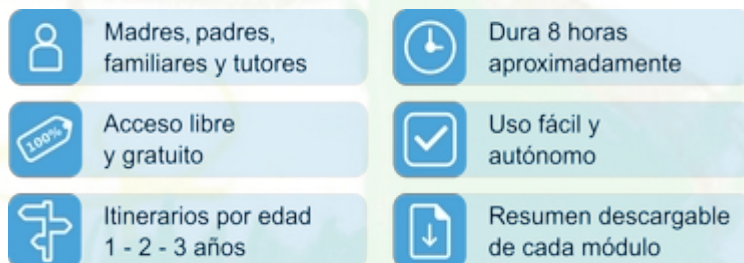 Madres, padres,
familiares y tutores
Dura 8 horas
aproximadamente
100%
Acceso libre
y gratuito
Uso fácil y
autónomo
Itinerarios por edad
1 - 2 - 3 años
Resumen descargable
de cada módulo